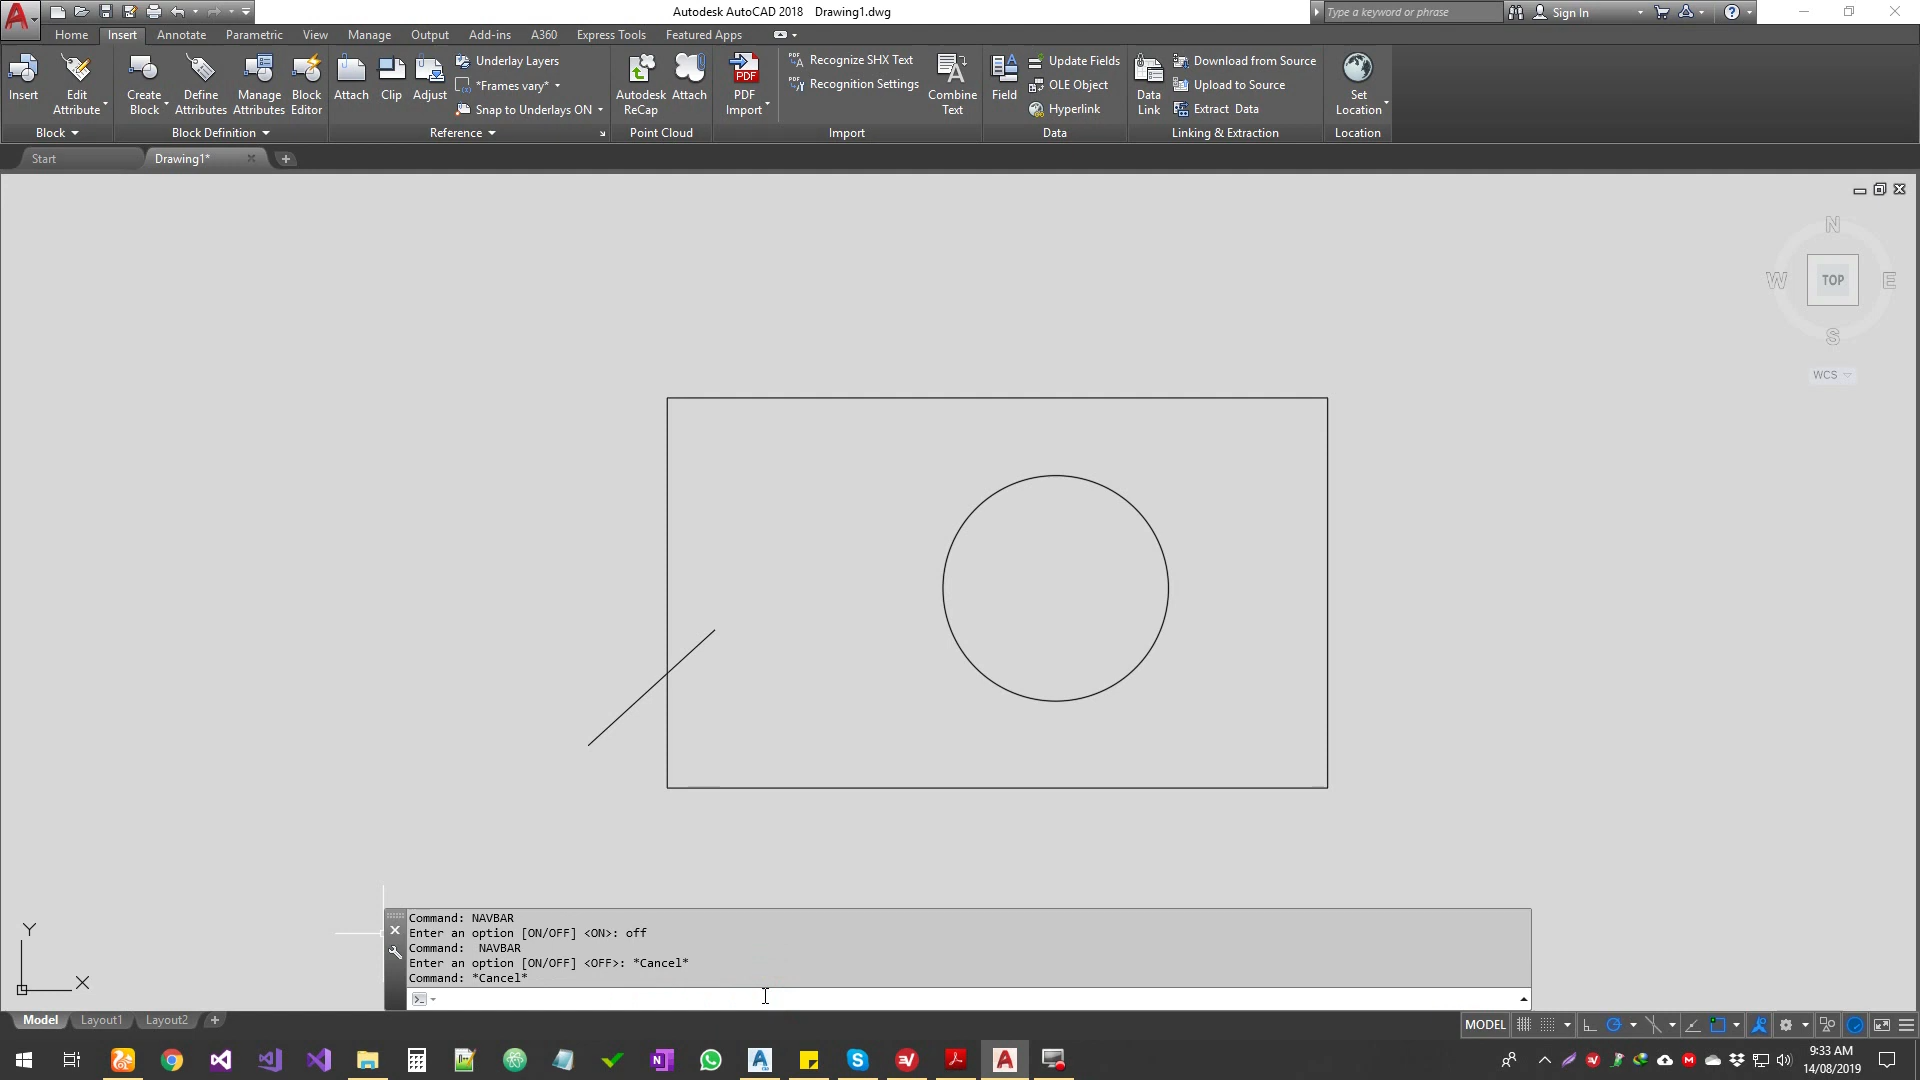 Autodesk AutoCAD 2018 Drawing1.dwg
Type a keyword or phrase
Sign In
Home Insert Annotate Parametric View Manage Output Add-ins A360 Express Tools Featured Apps
Insert
Edit
Attribute
Block
Create
Block
Define
Attributes
Manage
Attributes
Block
Editor
Block Definition
Attach
Clip
Adjust
Underlay Layers
*Frames vary*
Snap to Underlays ON
Reference
Autodesk
ReCap
Attach
Point Cloud
PDF
PDF
Import
Recognize SHX Text
Recognition Settings
Combine
Text
Import
Field
Update Fields
OLE Object
Hyperlink
Data
Data
Link
Download from Source
Upload to Source
Extract Data
Linking & Extraction
Set
Location
Location
Start
Drawing1*
N
W
TOP
E
S
WCS
Y
X
Command: NAVBAR
Enter an option [ON/OFF] <ON>: off
Command: NAVBAR
Enter an option [ON/OFF] <OFF>: *Cancel*
Command: *Cancel*
Model Layout1 Layout2
MODEL
9:33 AM
14/08/2019